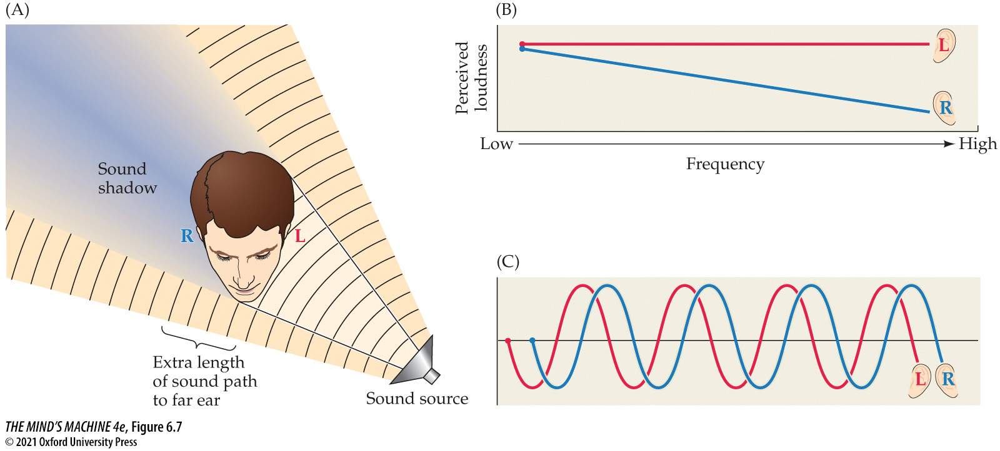 (A)
Sound
shadow
R
L
Extra length
of sound path
to far ear
Sound source
(B)
Perceived
loudness
L
R
Low
High
Frequency
(C)
L
R
THE MIND'S MACHINE 4e, Figure 6.7
© 2021 Oxford University Press